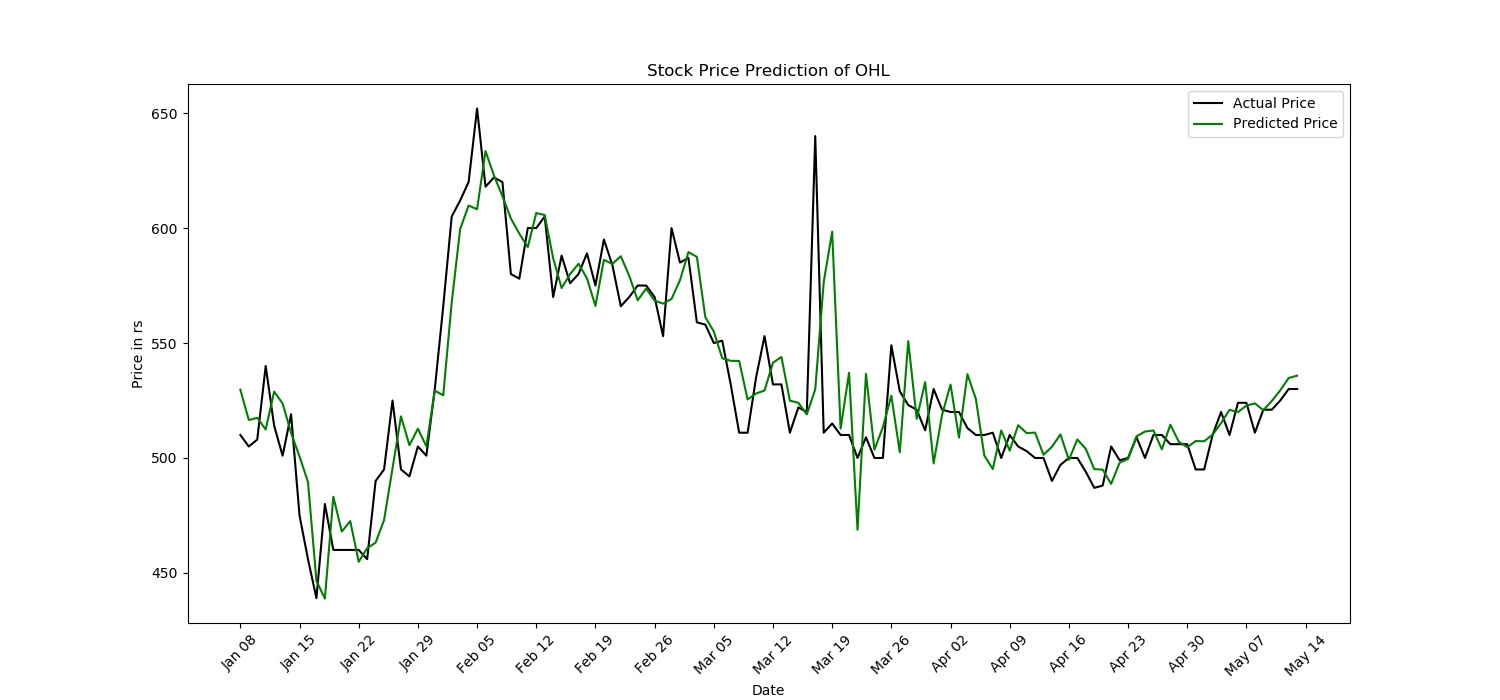 Stock Price Prediction of OHL
Actual Price
Predicted Price
Price in rs
650
600
550
500
450
Jan 08
Jan 15
Jan 22
Jan 29
Feb 05
Feb 12
Feb 19
Feb 26
Mar 05
Mar 12
Mar 19
Mar 26
Apr 02
Apr 09
Apr 16
Apr 23
Apr 30
May 07
May 14
Date